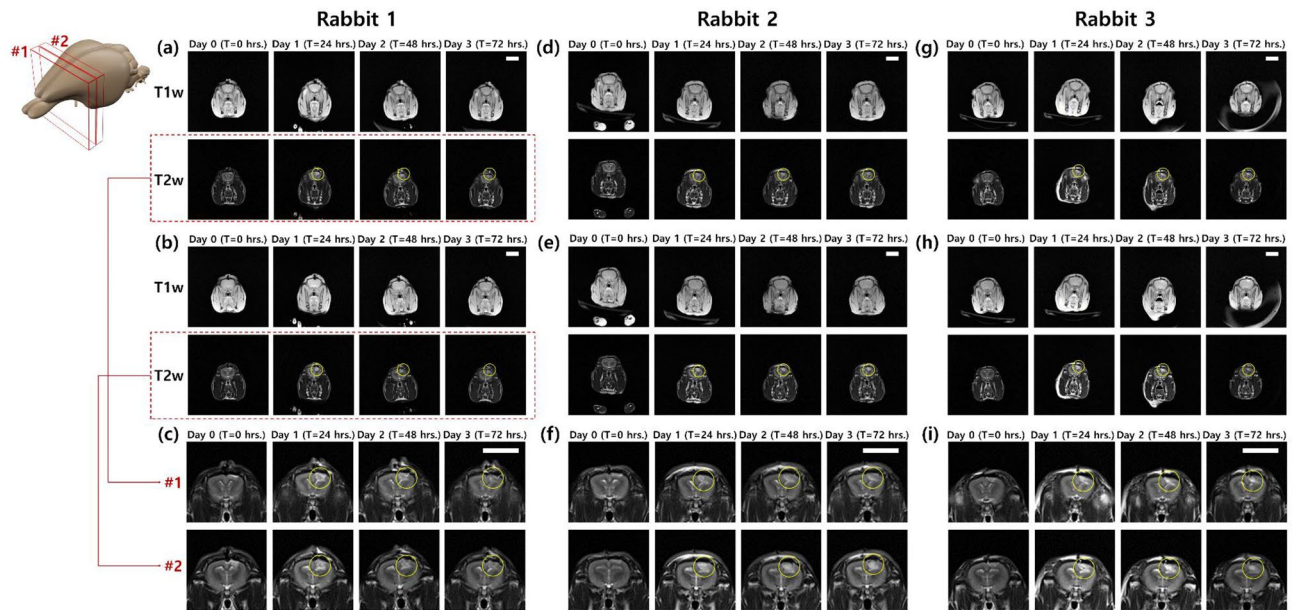 Rabbit 1 Rabbit 2 Rabbit 3
#1 #2
(a) Day 0 (T=0 hrs.) Day 1 (T=24 hrs.) Day 2 (T=48 hrs.) Day 3 (T=72 hrs.) (d) Day 0 (T=0 hrs.) Day 1 (T=24 hrs.) Day 2 (T=48 hrs.) Day 3 (T=72 hrs.) (g) Day 0 (T=0 hrs.) Day 1 (T=24 hrs.) Day 2 (T=48 hrs.) Day 3 (T=72 hrs.)
T1w
T2w
(b) Day 0 (T=0 hrs.) Day 1 (T=24 hrs.) Day 2 (T=48 hrs.) Day 3 (T=72 hrs.) (e) Day 0 (T=0 hrs.) Day 1 (T=24 hrs.) Day 2 (T=48 hrs.) Day 3 (T=72 hrs.) (h) Day 0 (T=0 hrs.) Day 1 (T=24 hrs.) Day 2 (T=48 hrs.) Day 3 (T=72 hrs.)
T1w
T2w
(c) Day 0 (T=0 hrs.) Day 1 (T=24 hrs.) Day 2 (T=48 hrs.) Day 3 (T=72 hrs.) (f) Day 0 (T=0 hrs.) Day 1 (T=24 hrs.) Day 2 (T=48 hrs.) Day 3 (T=72 hrs.) (i) Day 0 (T=0 hrs.) Day 1 (T=24 hrs.) Day 2 (T=48 hrs.) Day 3 (T=72 hrs.)
#1
#2